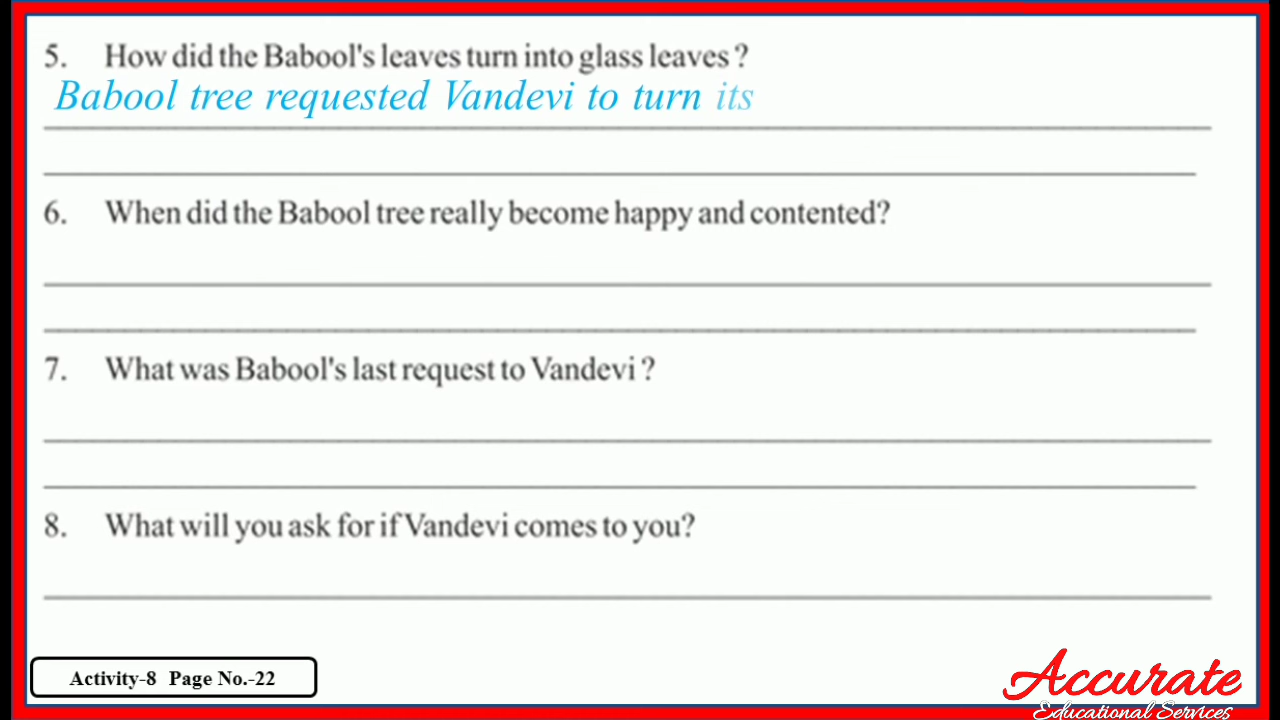 5. How did the Babool's leaves turn into glass leaves ?
Babool tree requested Vandevi to turn its
6. When did the Babool tree really become happy and contented?
7. What was Babool's last request to Vandevi ?
8. What will you ask for if Vandevi comes to you?
Activity-8 Page No.-22
Accurate
Educational Services